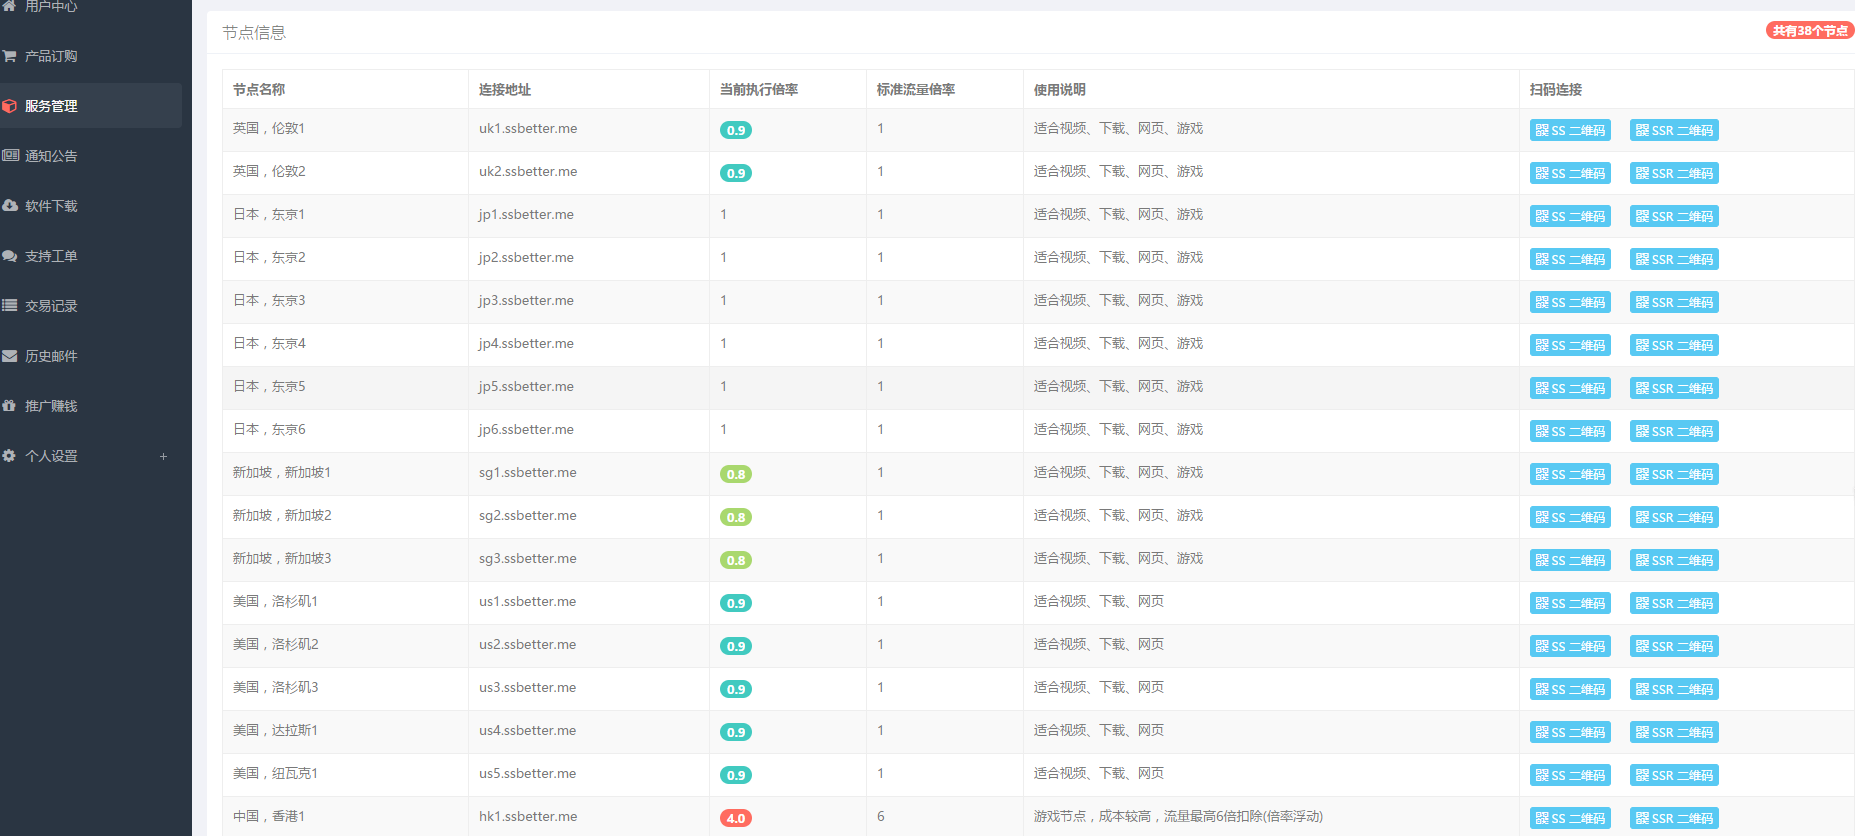 用户中心
产品订购
服务管理
通知公告
软件下载
支持工单
交易记录
历史邮件
推广赚钱
个人设置 +
节点信息 共有38个节点
节点名称 连接地址 当前执行倍率 标准流量倍率 使用说明 扫码连接
英国，伦敦1 uk1.ssbetter.me 0.9 1 适合视频、下载、网页、游戏 SS 二维码 SSR 二维码
英国，伦敦2 uk2.ssbetter.me 0.9 1 适合视频、下载、网页、游戏 SS 二维码 SSR 二维码
日本，东京1 jp1.ssbetter.me 1 1 适合视频、下载、网页、游戏 SS 二维码 SSR 二维码
日本，东京2 jp2.ssbetter.me 1 1 适合视频、下载、网页、游戏 SS 二维码 SSR 二维码
日本，东京3 jp3.ssbetter.me 1 1 适合视频、下载、网页、游戏 SS 二维码 SSR 二维码
日本，东京4 jp4.ssbetter.me 1 1 适合视频、下载、网页、游戏 SS 二维码 SSR 二维码
日本，东京5 jp5.ssbetter.me 1 1 适合视频、下载、网页、游戏 SS 二维码 SSR 二维码
日本，东京6 jp6.ssbetter.me 1 1 适合视频、下载、网页、游戏 SS 二维码 SSR 二维码
新加坡，新加坡1 sg1.ssbetter.me 0.8 1 适合视频、下载、网页、游戏 SS 二维码 SSR 二维码
新加坡，新加坡2 sg2.ssbetter.me 0.8 1 适合视频、下载、网页、游戏 SS 二维码 SSR 二维码
新加坡，新加坡3 sg3.ssbetter.me 0.8 1 适合视频、下载、网页、游戏 SS 二维码 SSR 二维码
美国，洛杉矶1 us1.ssbetter.me 0.9 1 适合视频、下载、网页 SS 二维码 SSR 二维码
美国，洛杉矶2 us2.ssbetter.me 0.9 1 适合视频、下载、网页 SS 二维码 SSR 二维码
美国，洛杉矶3 us3.ssbetter.me 0.9 1 适合视频、下载、网页 SS 二维码 SSR 二维码
美国，达拉斯1 us4.ssbetter.me 0.9 1 适合视频、下载、网页 SS 二维码 SSR 二维码
美国，纽瓦克1 us5.ssbetter.me 0.9 1 适合视频、下载、网页 SS 二维码 SSR 二维码
中国，香港1 hk1.ssbetter.me 4.0 6 游戏节点，成本较高，流量最高6倍扣除(倍率浮动) SS 二维码 SSR 二维码